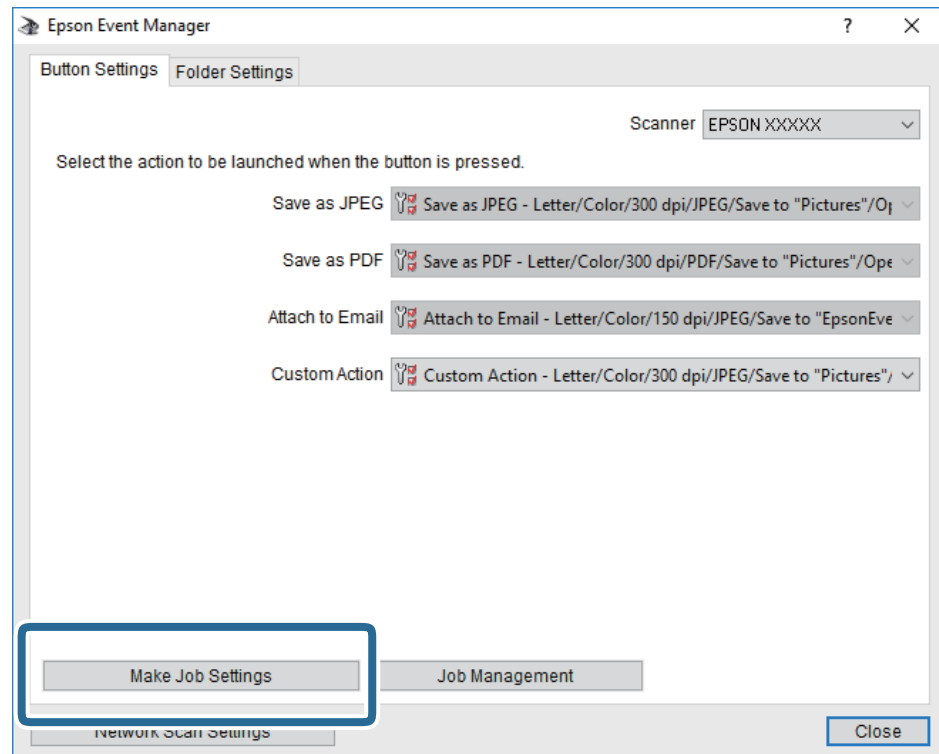 Epson Event Manager
Button Settings Folder Settings
Scanner EPSON XXXXX
Select the action to be launched when the button is pressed.
Save as JPEG Save as JPEG - Letter/Color/300 dpi/JPEG/Save to "Pictures"/Op
Save as PDF Save as PDF - Letter/Color/300 dpi/PDF/Save to "Pictures"/Ope
Attach to Email Attach to Email - Letter/Color/150 dpi/JPEG/Save to "EpsonEve
Custom Action Custom Action - Letter/Color/300 dpi/JPEG/Save to "Pictures"/
Make Job Settings Job Management
Network Scan Settings Close